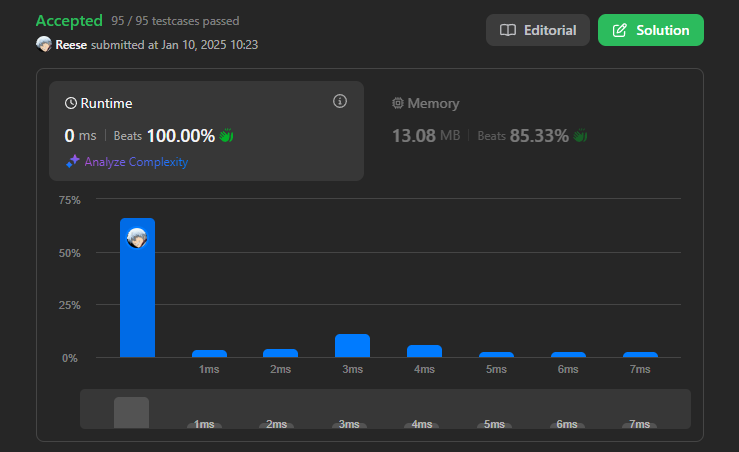 Accepted 95 / 95 testcases passed
Editorial
Solution
Reese submitted at Jan 10, 2025 10:23
Runtime
0 ms Beats 100.00%
Analyze Complexity
Memory
13.08 MB Beats 85.33%
75%
50%
25%
0%
1ms 2ms 3ms 4ms 5ms 6ms 7ms
1ms 2ms 3ms 4ms 5ms 6ms 7ms